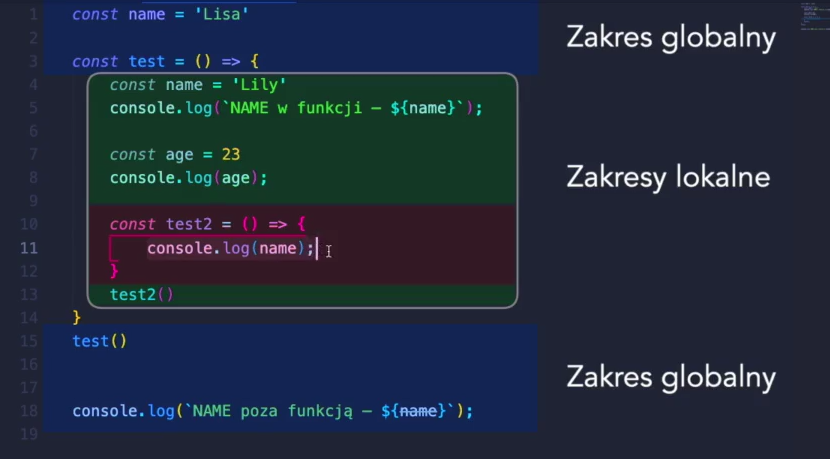 1 const name = 'Lisa'
Zakres globalny
2
3 const test = () => {
4 const name = 'Lily'
5 console.log(`NAME w funkcji – ${name}`);
6
7 const age = 23
Zakresy lokalne
8 console.log(age);
9
10 const test2 = () => {
11 console.log(name);
12 }
13 test2()
14 }
15 test()
16
Zakres globalny
17
18 console.log(`NAME poza funkcją – ${name}`);
19